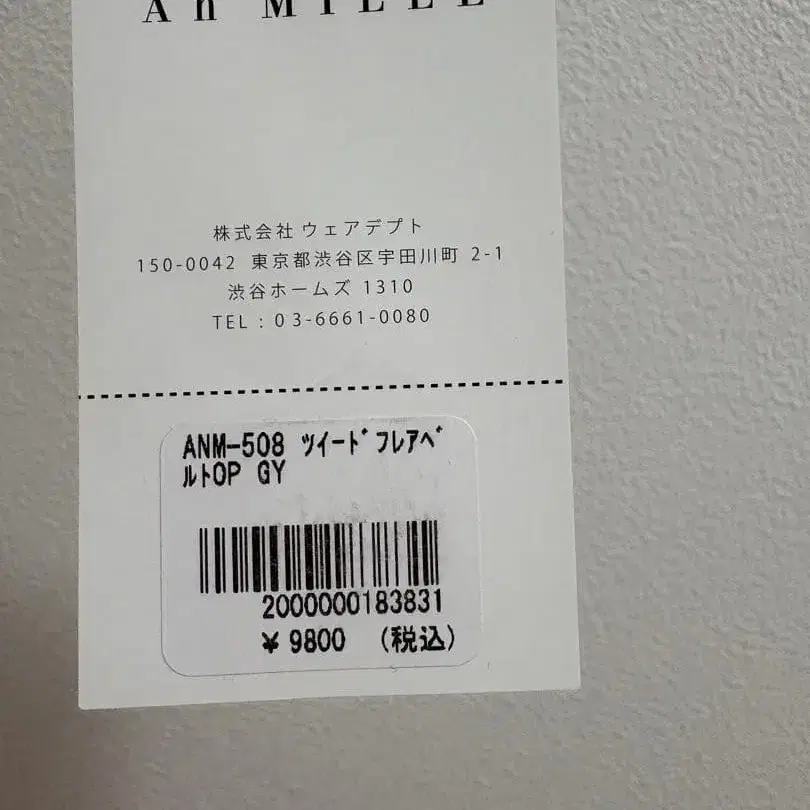 An MILLE
株式会社 ウェアデプト
150-0042 東京都渋谷区宇田川町 2-1
渋谷ホームズ 1310
TEL : 03-6661-0080
ANM-508 ﾂｲｰﾄﾞﾌﾚｱﾍﾞ
ﾙﾄOP GY
2000000183831
¥ 9800 (税込)